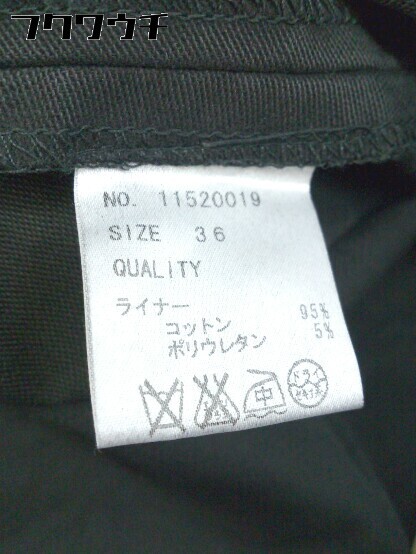 フクワウチ
NO. 11520019
SIZE 36
QUALITY
ライナー
コットン 95%
ポリウレタン 5%
中
ドライ